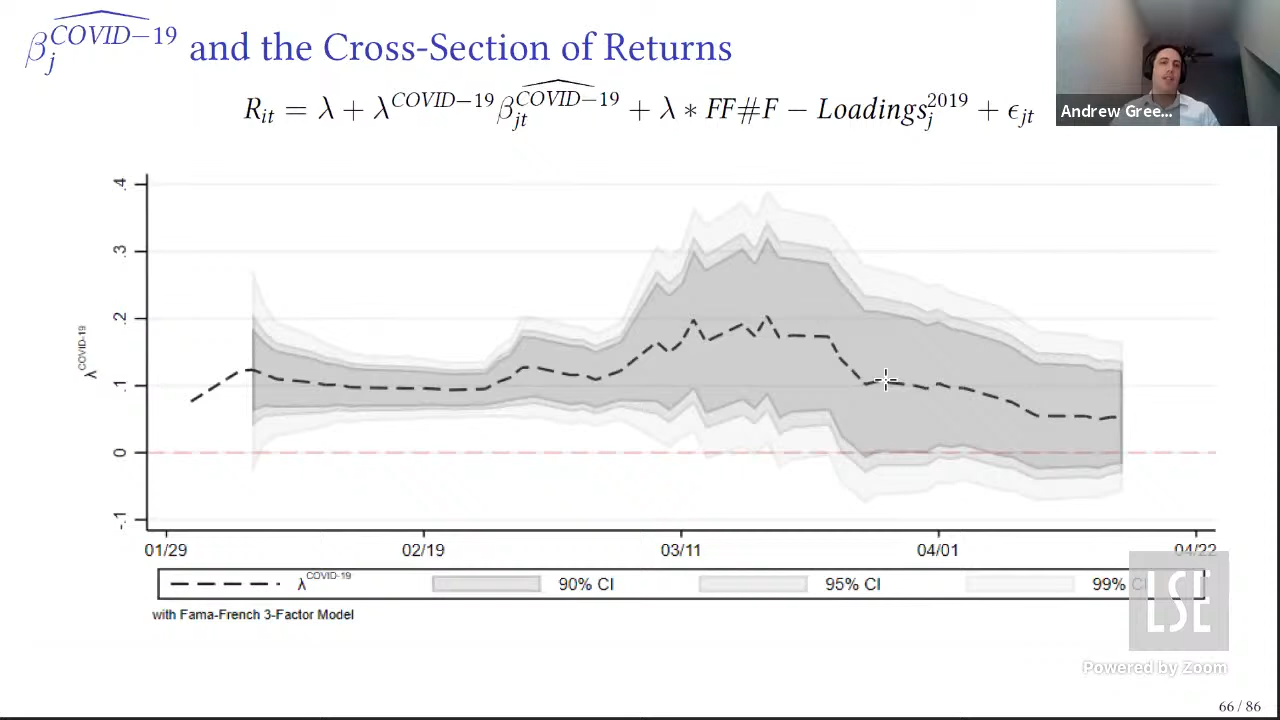 β_j^COVID−19 and the Cross-Section of Returns
R_it = λ + λ^COVID−19 β_jt^COVID−19 + λ ∗ FF#F − Loadings_j^2019 + ϵ_jt
Andrew Gree...
.4
.3
.2
.1
0
-.1
λ^COVID-19
01/29 02/19 03/11 04/01 04/22
λ^COVID-19 90% CI 95% CI 99% CI
with Fama-French 3-Factor Model
LSE
Powered by Zoom
66 / 86